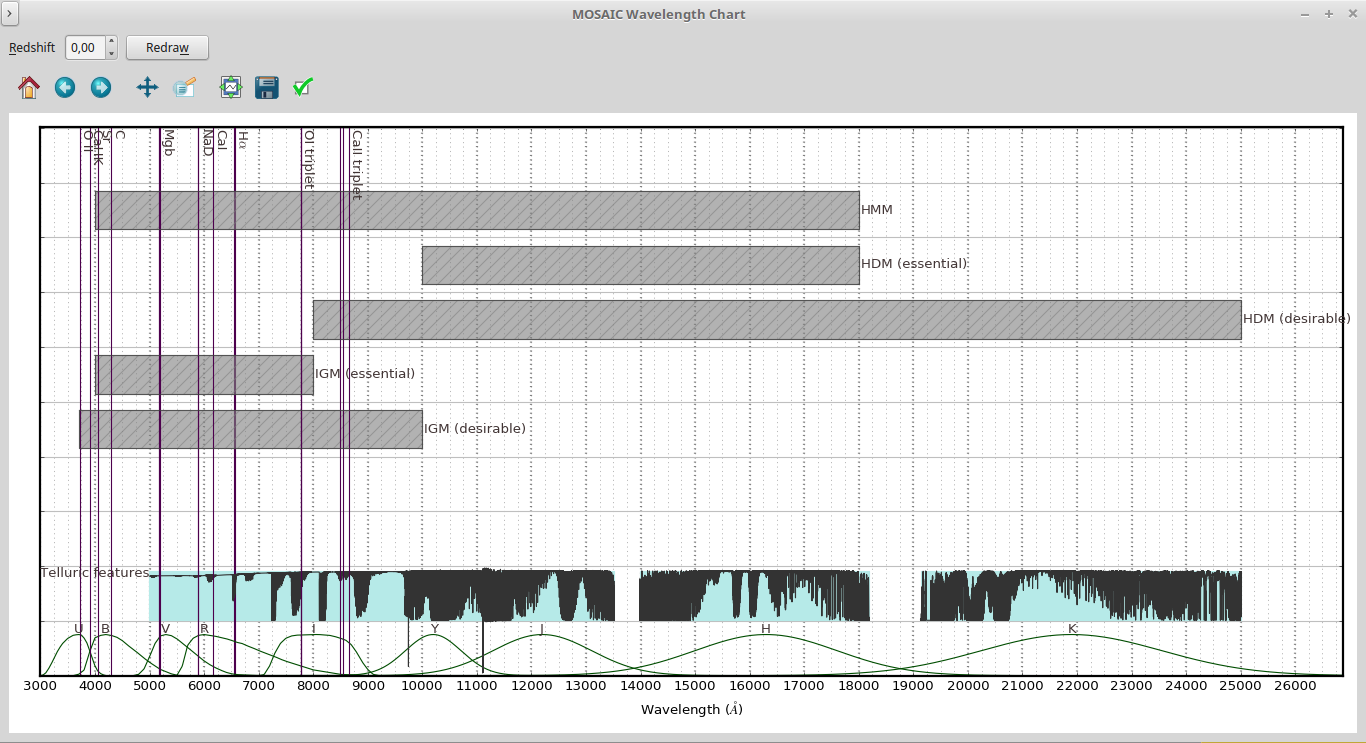 MOSAIC Wavelength Chart
Redshift 0,00 Redraw
O II
CaHK
Sr
C
Mgb
NaD
CaI
Hα
OI triplet
CaII triplet
HMM
HDM (essential)
HDM (desirable)
IGM (essential)
IGM (desirable)
Telluric features
U B V R I Y J H K
3000 4000 5000 6000 7000 8000 9000 10000 11000 12000 13000 14000 15000 16000 17000 18000 19000 20000 21000 22000 23000 24000 25000 26000
Wavelength (Å)